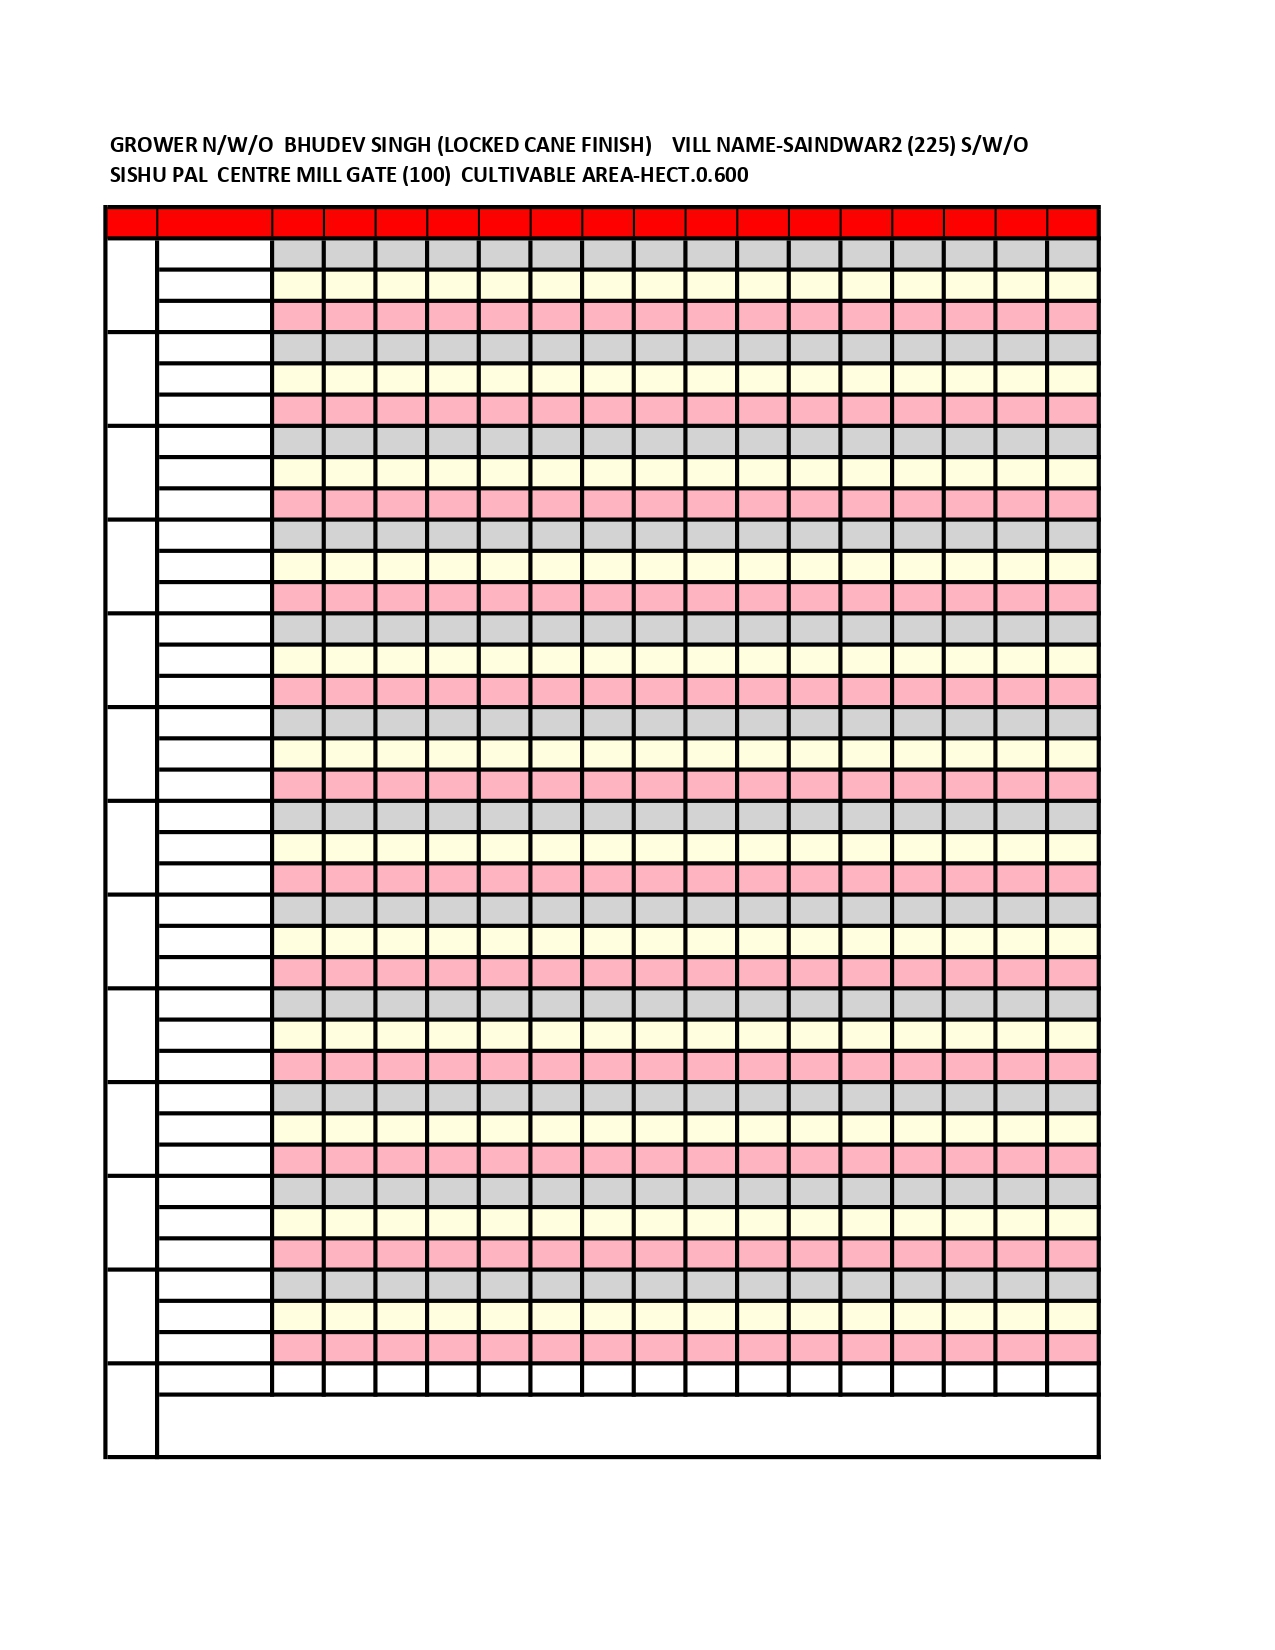 GROWER N/W/O  BHUDEV SINGH (LOCKED CANE FINISH)    VILL NAME-SAINDWAR2 (225) S/W/O
SISHU PAL  CENTRE MILL GATE (100)  CULTIVABLE AREA-HECT.0.600